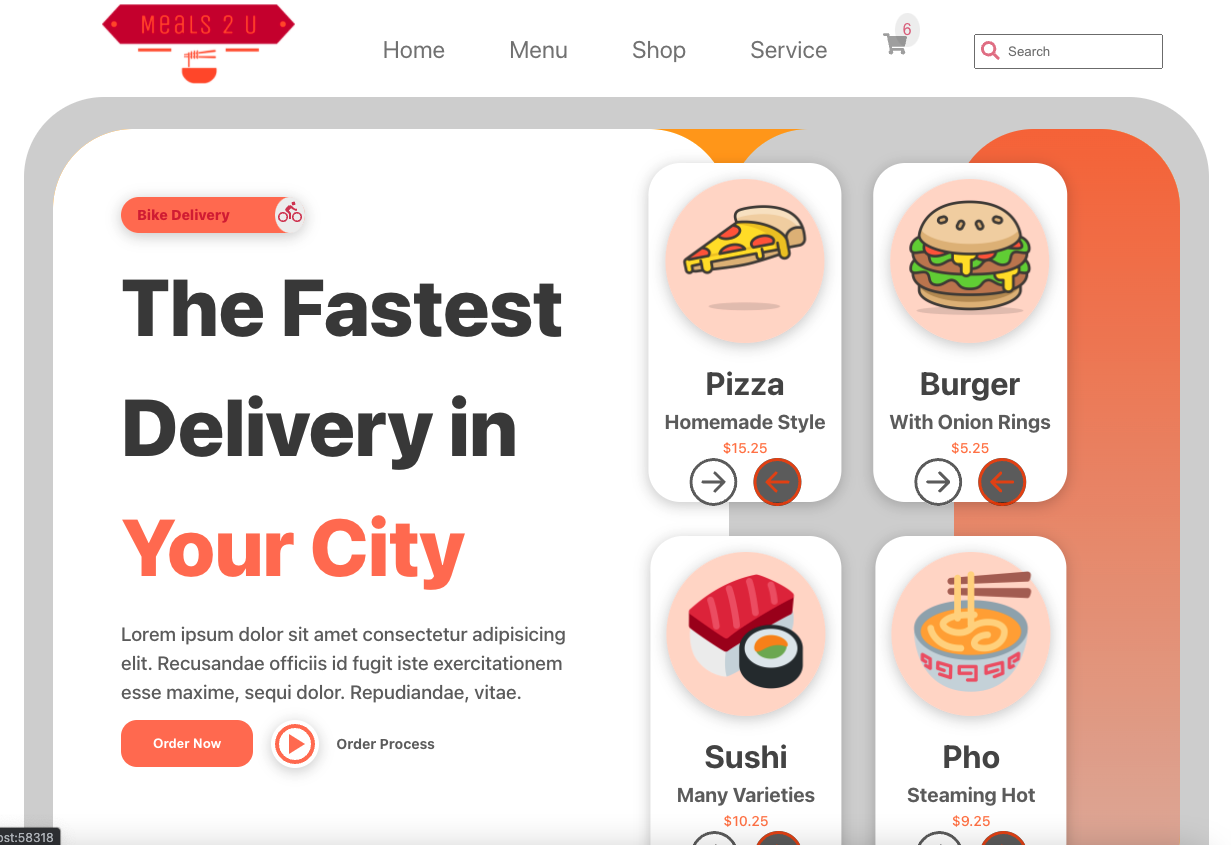 Meals 2 U
Home
Menu
Shop
Service
6
Search
Bike Delivery
The Fastest
Delivery in
Your City
Lorem ipsum dolor sit amet consectetur adipisicing
elit. Recusandae officiis id fugit iste exercitationem
esse maxime, sequi dolor. Repudiandae, vitae.
Order Now
Order Process
Pizza
Homemade Style
$15.25
Burger
With Onion Rings
$5.25
Sushi
Many Varieties
$10.25
Pho
Steaming Hot
$9.25
ost:58318